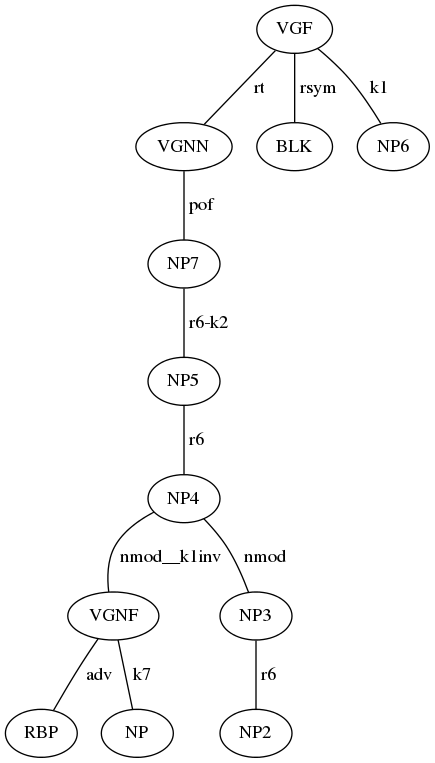 VGF
rt
rsym
k1
VGNN
BLK
NP6
pof
NP7
r6-k2
NP5
r6
NP4
nmod__k1inv
nmod
VGNF
NP3
adv
k7
r6
RBP
NP
NP2